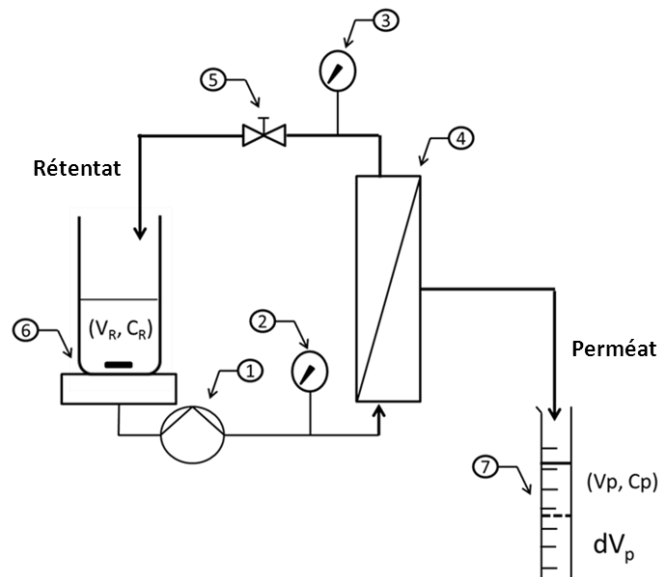 3
5
4
Rétentat
(V_R, C_R)
6
2
1
Perméat
7
(Vp, Cp)
dV_p